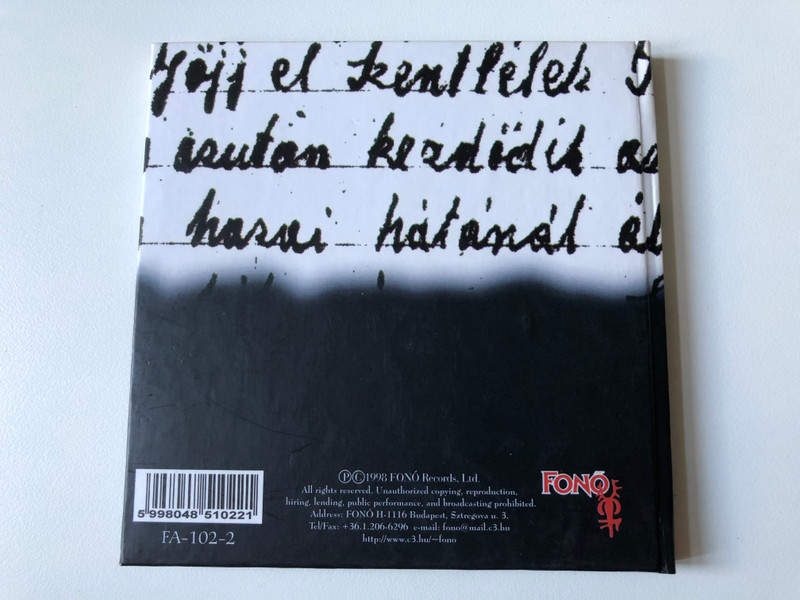 Jöjj el szentlélek
azután kezdődik
hazai hátánál
℗©1998 FONÓ Records, Ltd.
All rights reserved. Unauthorized copying, reproduction,
hiring, lending, public performance, and broadcasting prohibited.
Address: FONÓ H-1116 Budapest, Sztregova u. 3.
Tel/Fax: +36.1.206-6296 e-mail: fono@mail.c3.hu
http://www.c3.hu/~fono
FONÓ
5 998048 510221
FA-102-2